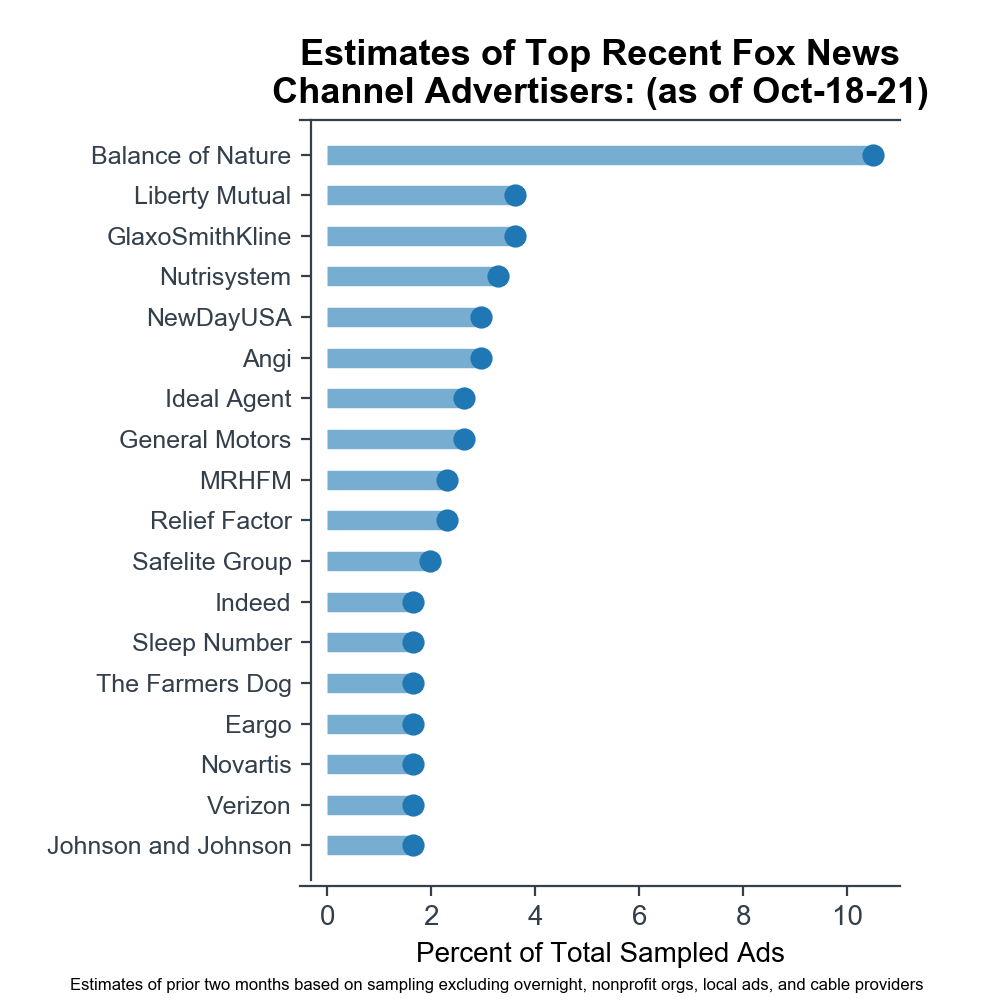 Estimates of Top Recent Fox News
Channel Advertisers: (as of Oct-18-21)
Balance of Nature
Liberty Mutual
GlaxoSmithKline
Nutrisystem
NewDayUSA
Angi
Ideal Agent
General Motors
MRHFM
Relief Factor
Safelite Group
Indeed
Sleep Number
The Farmers Dog
Eargo
Novartis
Verizon
Johnson and Johnson
0 2 4 6 8 10
Percent of Total Sampled Ads
Estimates of prior two months based on sampling excluding overnight, nonprofit orgs, local ads, and cable providers